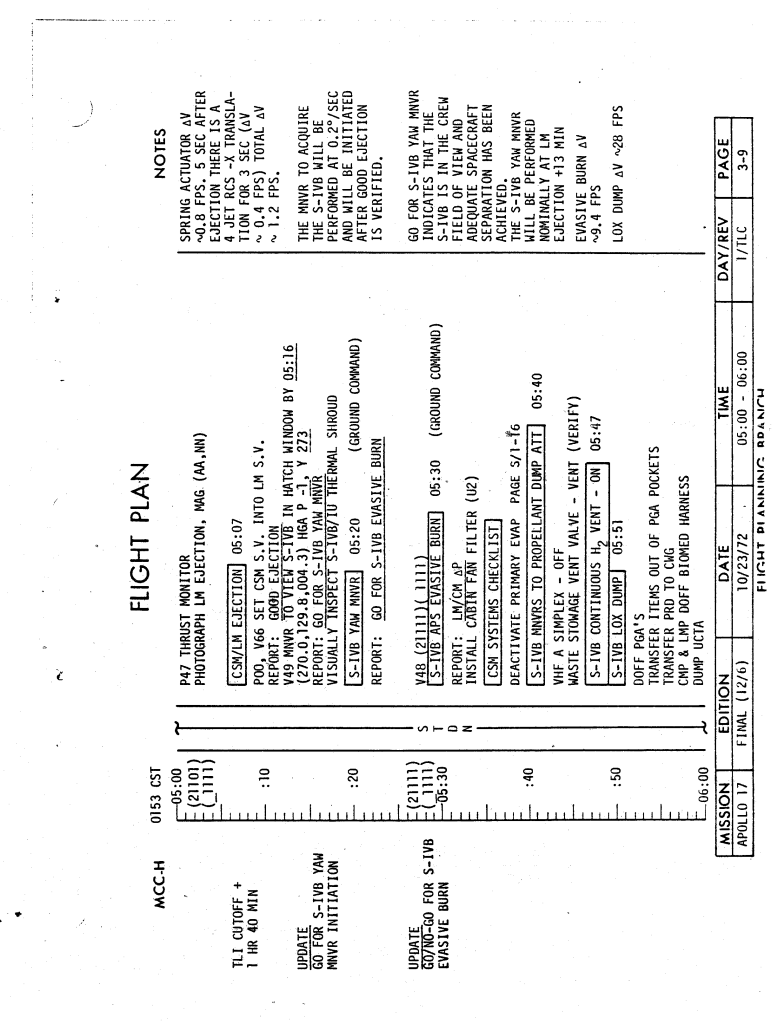 FLIGHT PLAN
MCC-H
0153 CST
NOTES
TLI CUTOFF +
1 HR 40 MIN
UPDATE
GO FOR S-IVB YAW
MNVR INITIATION
UPDATE
GO/NO-GO FOR S-IVB
EVASIVE BURN
05:00
(21101)
( 1111)
:10
:20
(21111)
( 1111)
05:30
:40
:50
06:00
S
T
D
N
P47 THRUST MONITOR
PHOTOGRAPH LM EJECTION, MAG (AA,NN)
CSM/LM EJECTION 05:07
POO, V66 SET CSM S.V. INTO LM S.V.
REPORT: GOOD EJECTION
V49 MNVR TO VIEW S-IVB IN HATCH WINDOW BY 05:16
(270.0,129.8,004.3) HGA P -1, Y 273
REPORT: GO FOR S-IVB YAW MNVR
VISUALLY INSPECT S-IVB/IU THERMAL SHROUD
S-IVB YAW MNVR 05:20 (GROUND COMMAND)
REPORT: GO FOR S-IVB EVASIVE BURN
V48 (21111)( 1111)
S-IVB APS EVASIVE BURN 05:30 (GROUND COMMAND)
REPORT: LM/CM ΔP
INSTALL CABIN FAN FILTER (U2)
CSM SYSTEMS CHECKLIST
DEACTIVATE PRIMARY EVAP PAGE S/1-16
S-IVB MNVRS TO PROPELLANT DUMP ATT 05:40
VHF A SIMPLEX - OFF
WASTE STOWAGE VENT VALVE - VENT (VERIFY)
S-IVB CONTINUOUS H2 VENT - ON 05:47
S-IVB LOX DUMP 05:51
DOFF PGA'S
TRANSFER ITEMS OUT OF PGA POCKETS
TRANSFER PRD TO CWG
CMP & LMP DOFF BIOMED HARNESS
DUMP UCTA
SPRING ACTUATOR ΔV
~0.8 FPS. 5 SEC AFTER
EJECTION THERE IS A
4 JET RCS -X TRANSLA-
TION FOR 3 SEC (ΔV
~ 0.4 FPS) TOTAL ΔV
~ 1.2 FPS.
THE MNVR TO ACQUIRE
THE S-IVB WILL BE
PERFORMED AT 0.2°/SEC
AND WILL BE INITIATED
AFTER GOOD EJECTION
IS VERIFIED.
GO FOR S-IVB YAW MNVR
INDICATES THAT THE
S-IVB IS IN THE CREW
FIELD OF VIEW AND
ADEQUATE SPACECRAFT
SEPARATION HAS BEEN
ACHIEVED.
THE S-IVB YAW MNVR
WILL BE PERFORMED
NOMINALLY AT LM
EJECTION +13 MIN
EVASIVE BURN ΔV
~9.4 FPS
LOX DUMP ΔV ~28 FPS
MISSION EDITION DATE TIME DAY/REV PAGE
APOLLO 17 FINAL (12/6) 10/23/72 05:00 - 06:00 1/TLC 3-9
FLIGHT PLANNING BRANCH